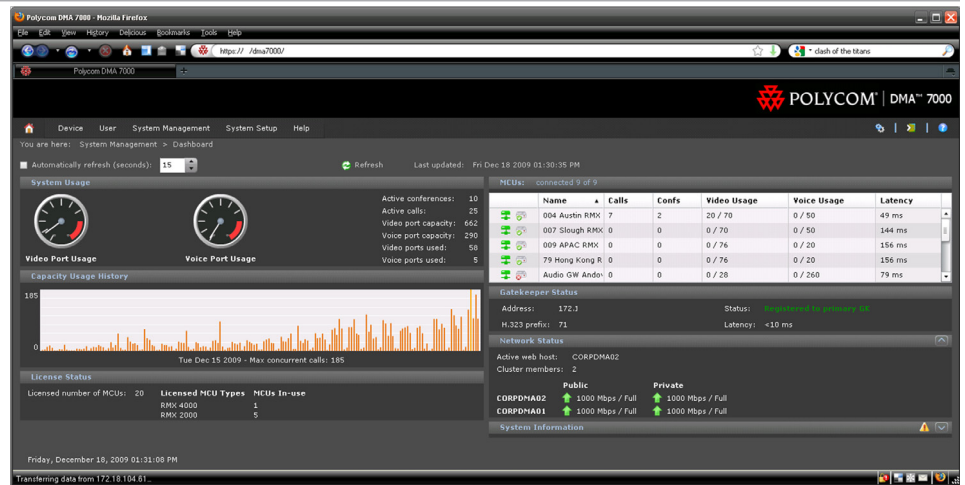 Polycom DMA 7000 - Mozilla Firefox
File Edit View History Delicious Bookmarks Tools Help
https:// /dma7000/
clash of the titans
Polycom DMA 7000
POLYCOM® | DMA™ 7000
Device User System Management System Setup Help
You are here: System Management > Dashboard
Automatically refresh (seconds): 15 Refresh Last updated: Fri Dec 18 2009 01:30:35 PM
System Usage
Active conferences: 10
Active calls: 25
Video port capacity: 662
Voice port capacity: 290
Video ports used: 58
Voice ports used: 5
Video Port Usage Voice Port Usage
Capacity Usage History
185
0
Tue Dec 15 2009 - Max concurrent calls: 185
License Status
Licensed number of MCUs: 20 Licensed MCU Types MCUs In-use
RMX 4000 1
RMX 2000 5
MCUs: connected 9 of 9
Name Calls Confs Video Usage Voice Usage Latency
004 Austin RMX 7 2 20 / 70 0 / 50 49 ms
007 Slough RMX 0 0 0 / 70 0 / 50 144 ms
009 APAC RMX 0 0 0 / 76 0 / 20 156 ms
79 Hong Kong R 0 0 0 / 76 0 / 20 156 ms
Audio GW Andov 0 0 0 / 28 0 / 260 79 ms
Gatekeeper Status
Address: 172.1 Status: Registered to primary GK
H.323 prefix: 71 Latency: <10 ms
Network Status
Active web host: CORPDMA02
Cluster members: 2
Public Private
CORPDMA02 1000 Mbps / Full 1000 Mbps / Full
CORPDMA01 1000 Mbps / Full 1000 Mbps / Full
System Information
Friday, December 18, 2009 01:31:08 PM
Transferring data from 172.18.104.61...